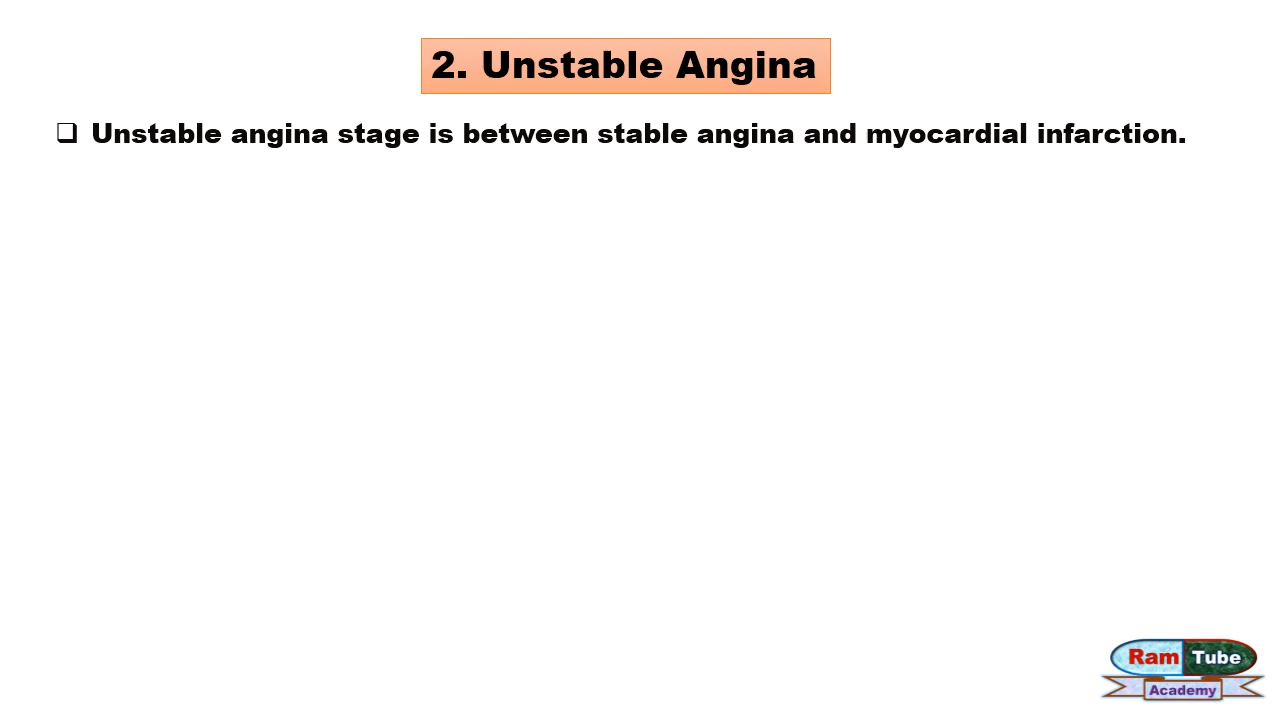 2. Unstable Angina
❑ Unstable angina stage is between stable angina and myocardial infarction.
Ram Tube
Academy